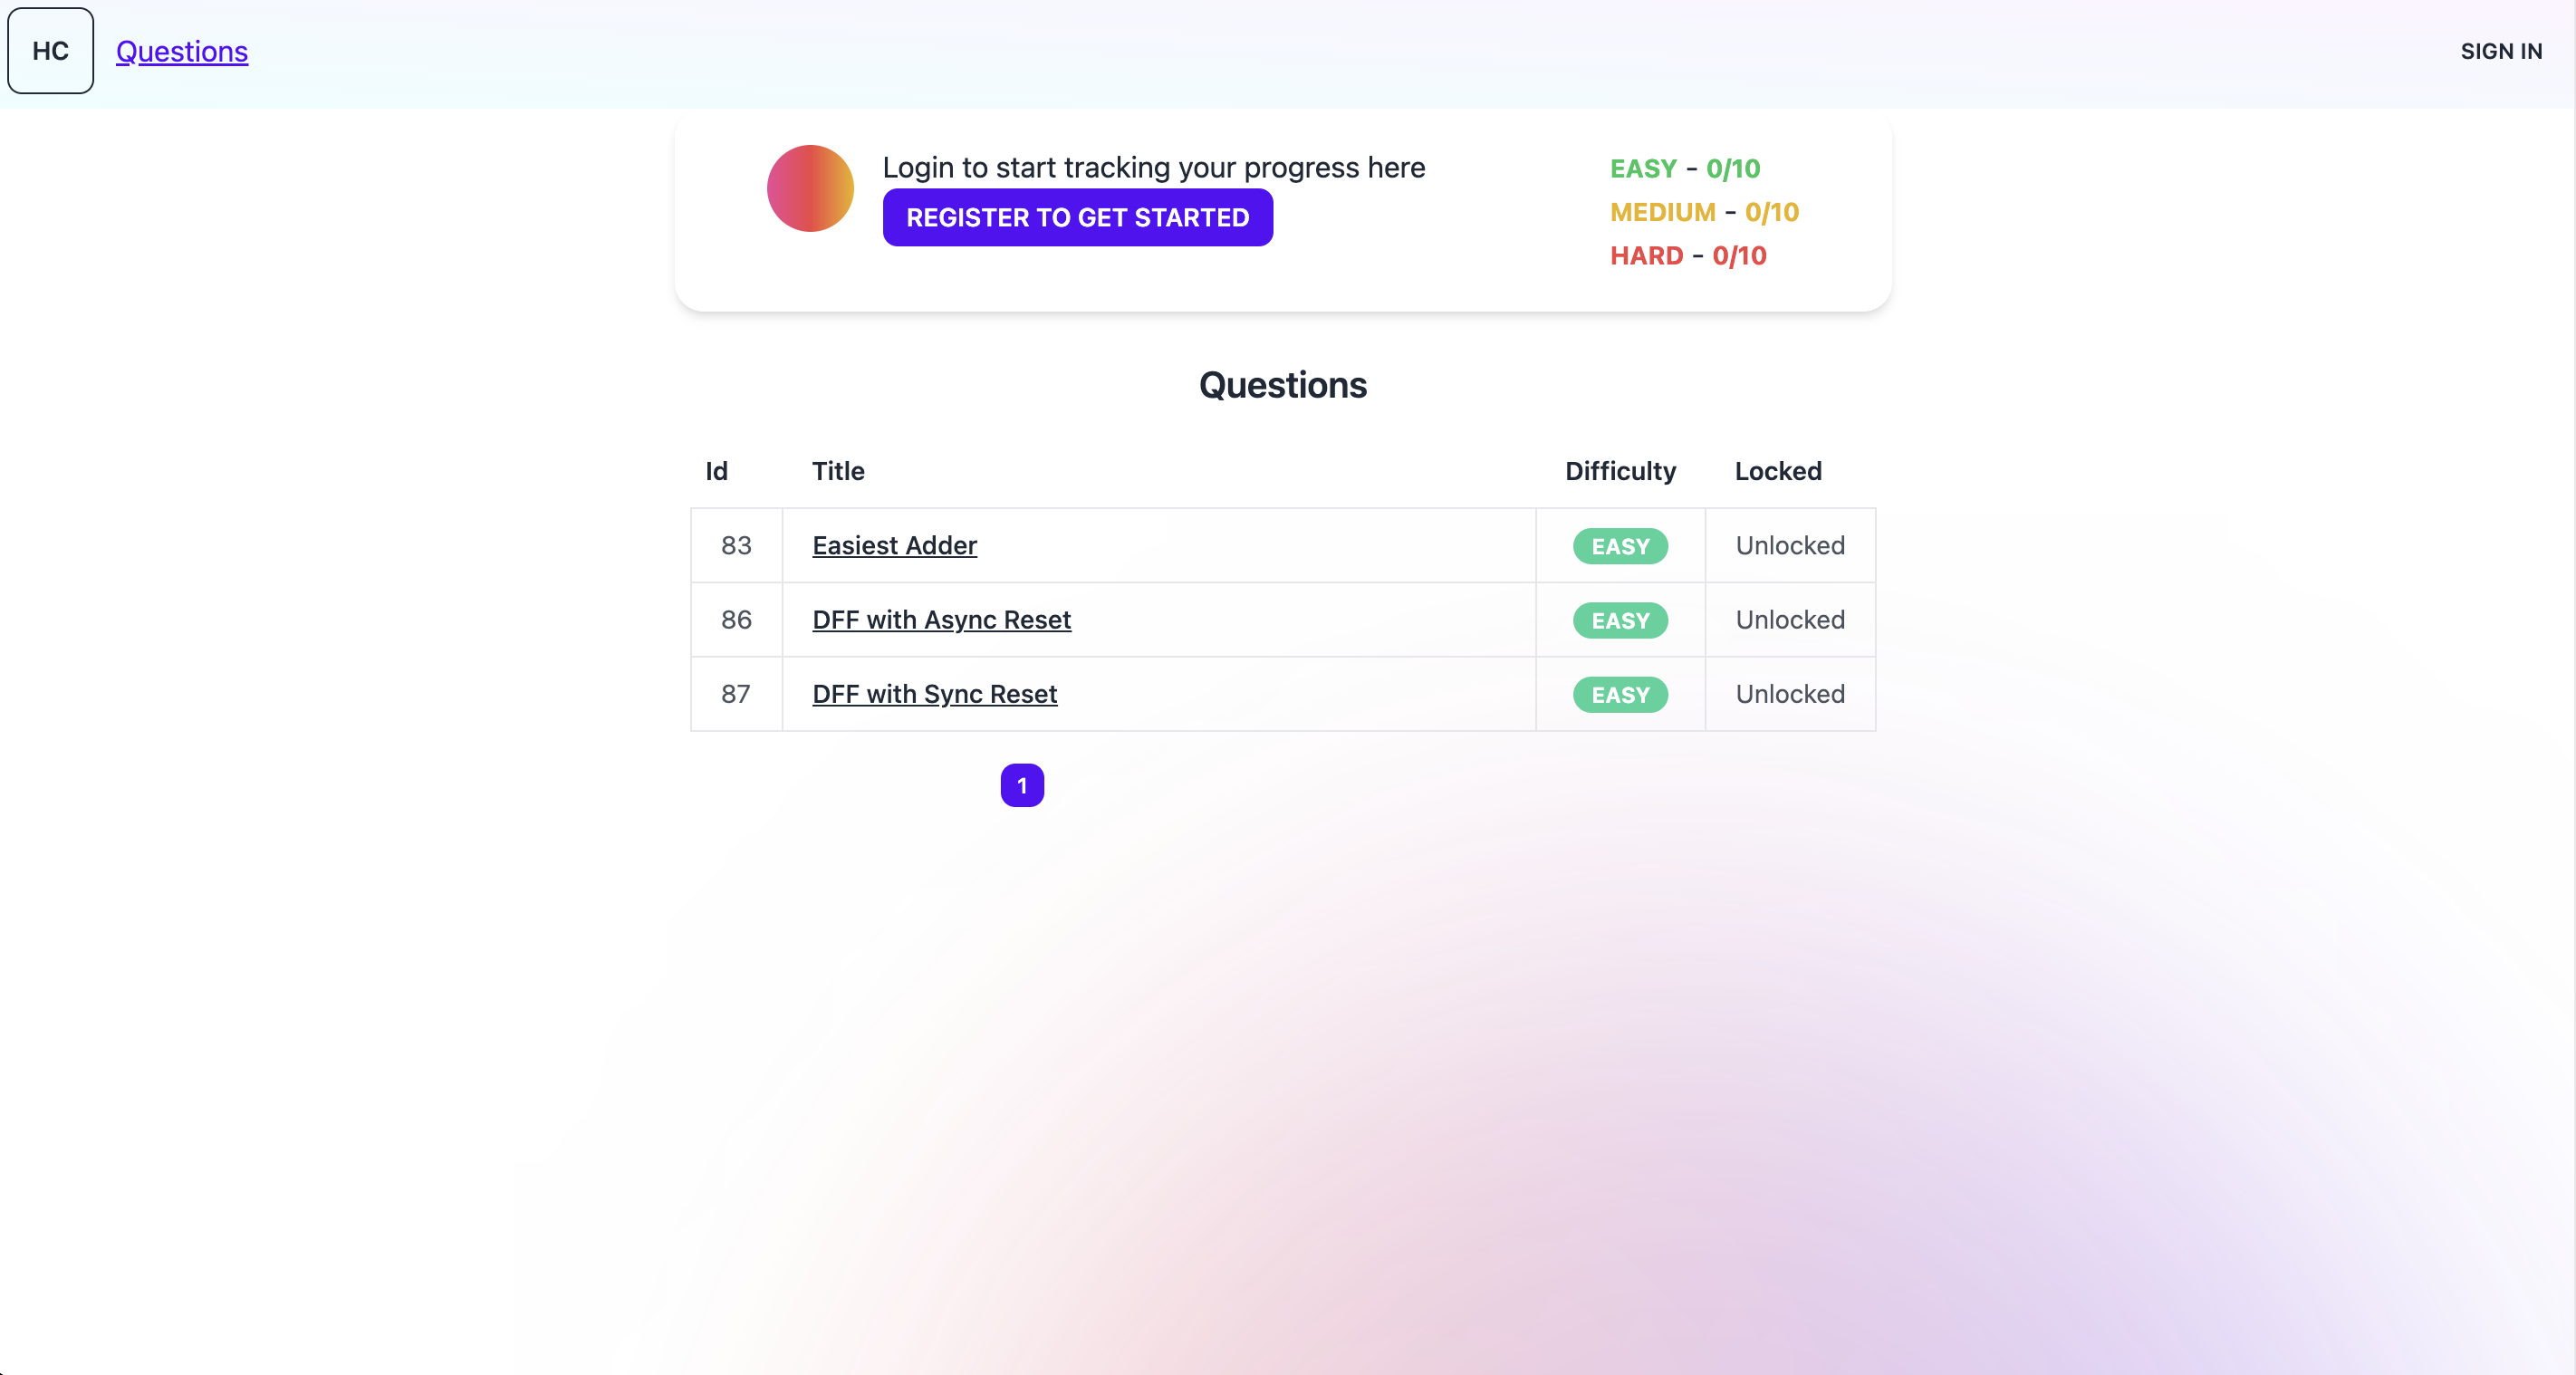 HC Questions SIGN IN
Login to start tracking your progress here
REGISTER TO GET STARTED
EASY - 0/10
MEDIUM - 0/10
HARD - 0/10
Questions
Id Title Difficulty Locked
83 Easiest Adder EASY Unlocked
86 DFF with Async Reset EASY Unlocked
87 DFF with Sync Reset EASY Unlocked
1